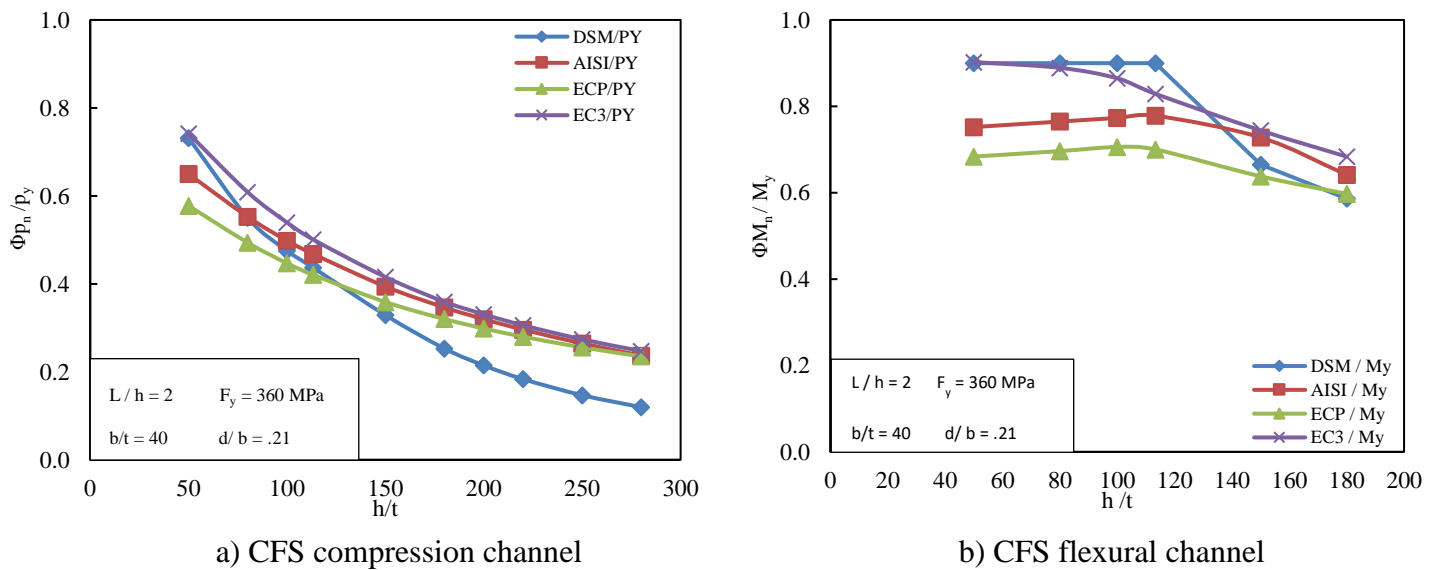 1.0
0.8
0.6
0.4
0.2
0.0
Φpₙ/pᵧ
DSM/PY
AISI/PY
ECP/PY
EC3/PY
L / h = 2 Fᵧ = 360 MPa
b/t = 40 d/ b = .21
0 50 100 150 200 250 300
h/t
a) CFS compression channel
1.0
0.8
0.6
0.4
0.2
0.0
ΦMₙ / Mᵧ
L / h = 2 Fᵧ = 360 MPa
b/t = 40 d/ b = .21
DSM / My
AISI / My
ECP / My
EC3 / My
0 20 40 60 80 100 120 140 160 180 200
h /t
b) CFS flexural channel